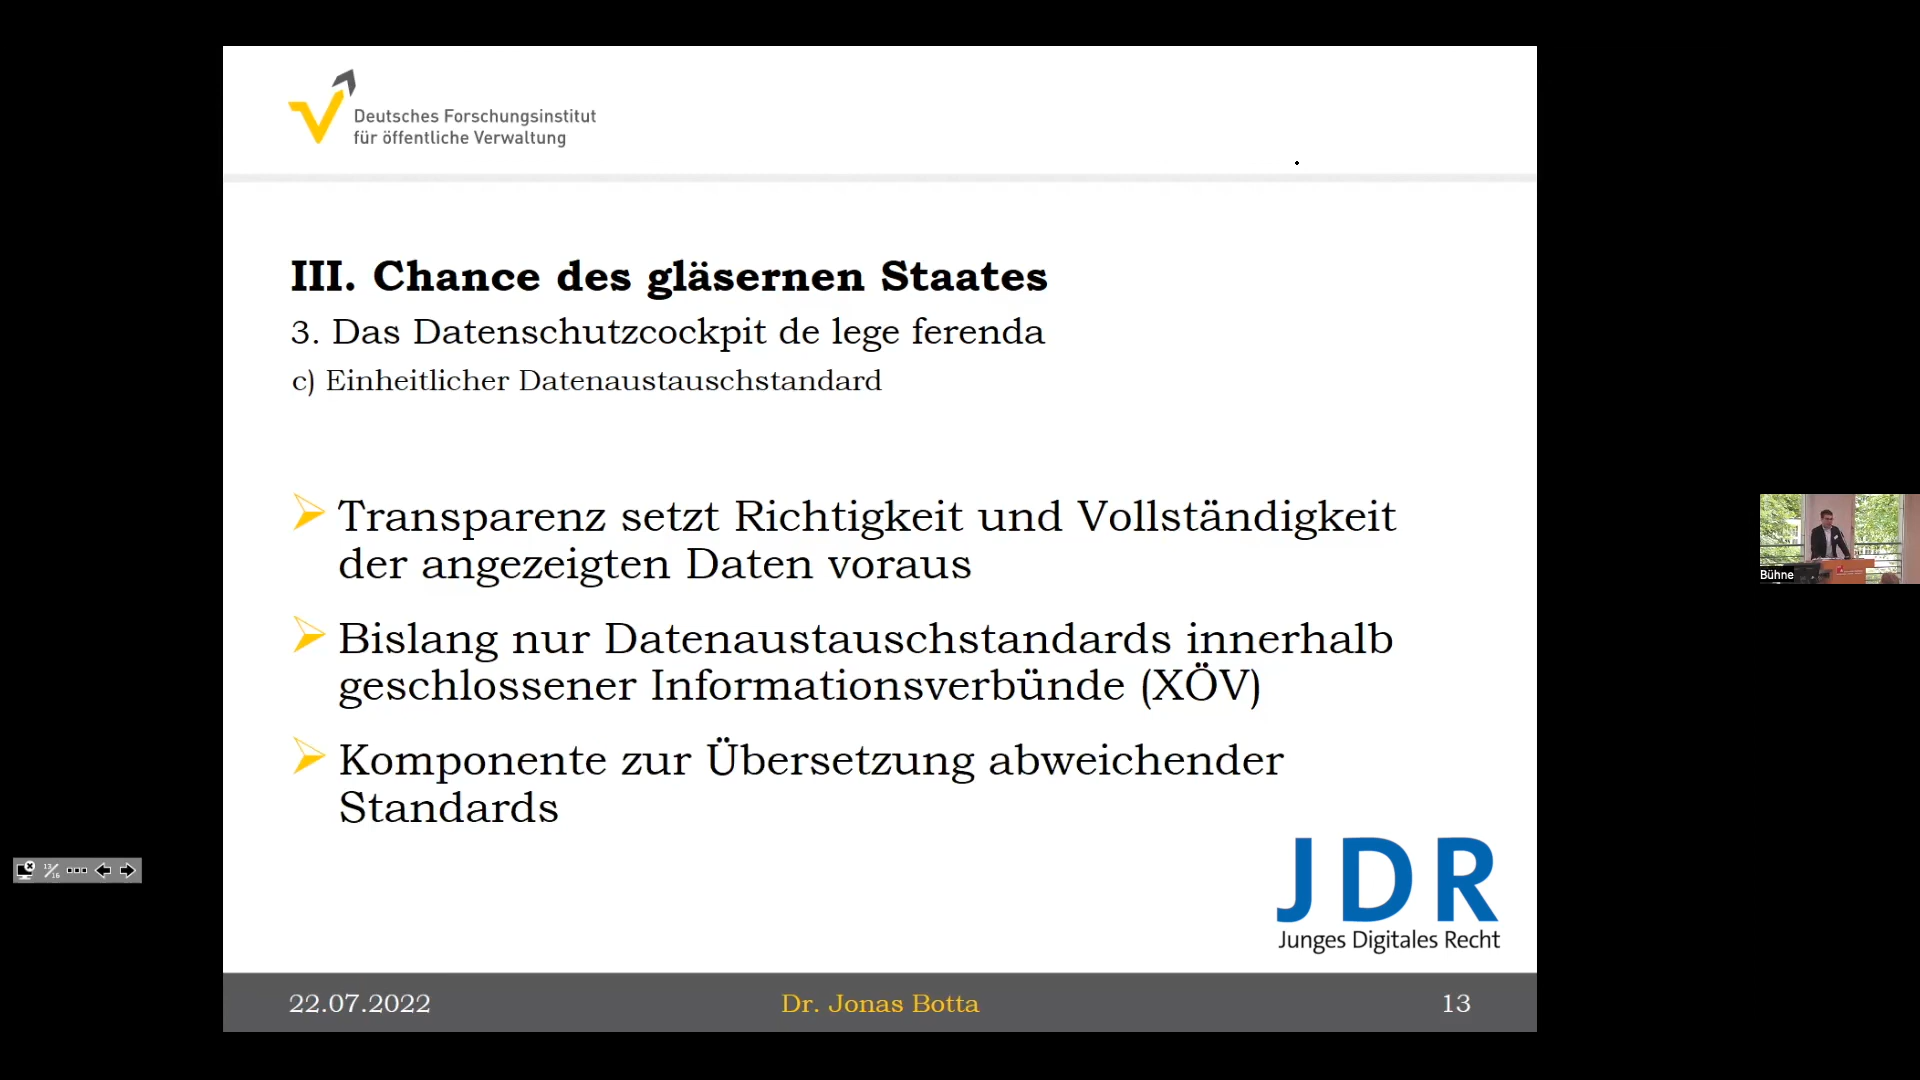 Deutsches Forschungsinstitut
für öffentliche Verwaltung
III. Chance des gläsernen Staates
3. Das Datenschutzcockpit de lege ferenda
c) Einheitlicher Datenaustauschstandard
Transparenz setzt Richtigkeit und Vollständigkeit
der angezeigten Daten voraus
Bislang nur Datenaustauschstandards innerhalb
geschlossener Informationsverbünde (XÖV)
Komponente zur Übersetzung abweichender
Standards
JDR
Junges Digitales Recht
22.07.2022
Dr. Jonas Botta
13
Bühne
13/16